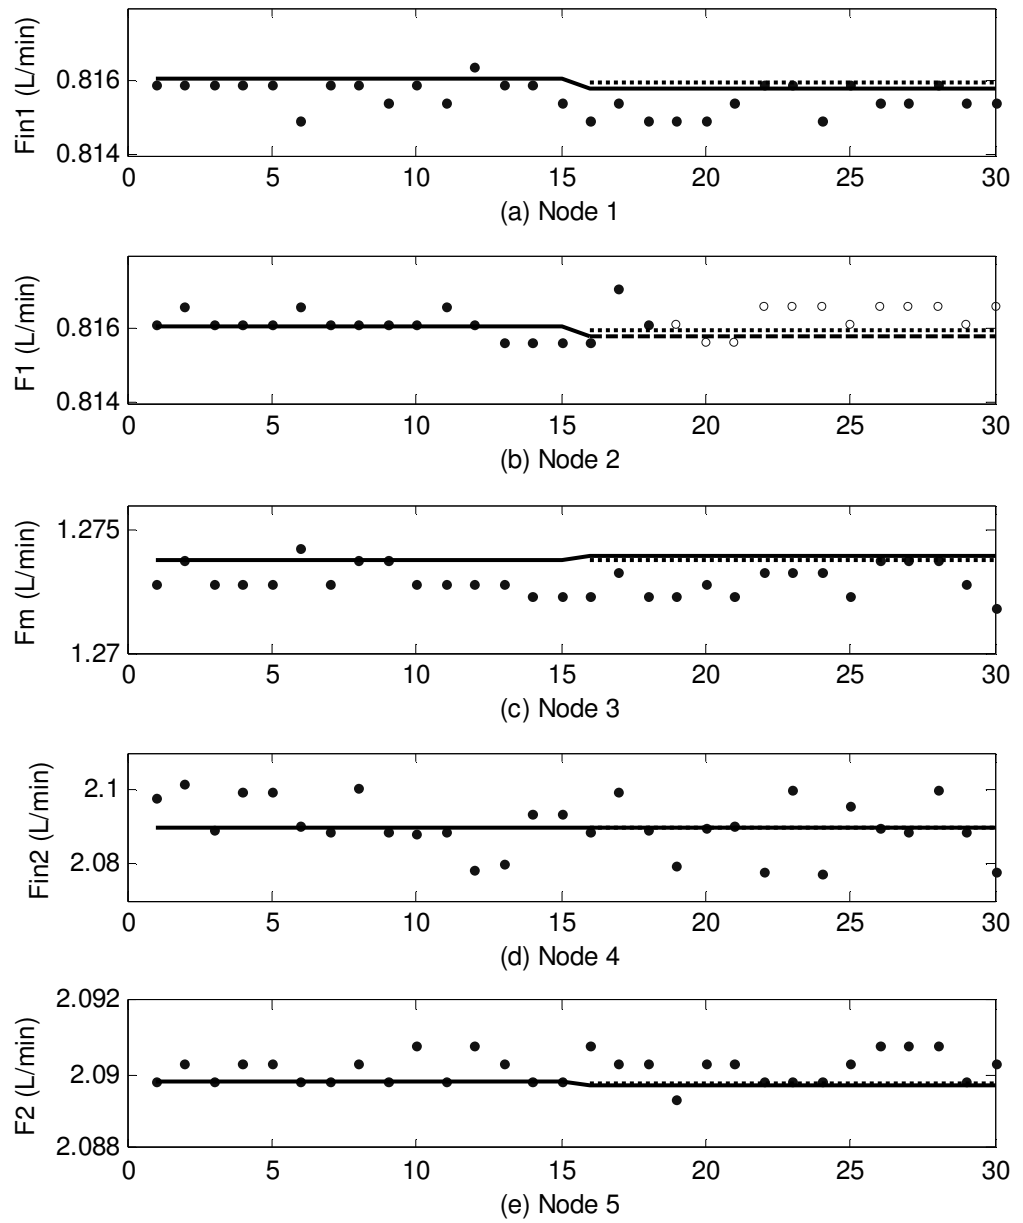 Fin1 (L/min)
0.816
0.814
0 5 10 15 20 25 30
(a) Node 1
F1 (L/min)
0.816
0.814
0 5 10 15 20 25 30
(b) Node 2
Fm (L/min)
1.275
1.27
0 5 10 15 20 25 30
(c) Node 3
Fin2 (L/min)
2.1
2.08
0 5 10 15 20 25 30
(d) Node 4
F2 (L/min)
2.092
2.09
2.088
0 5 10 15 20 25 30
(e) Node 5